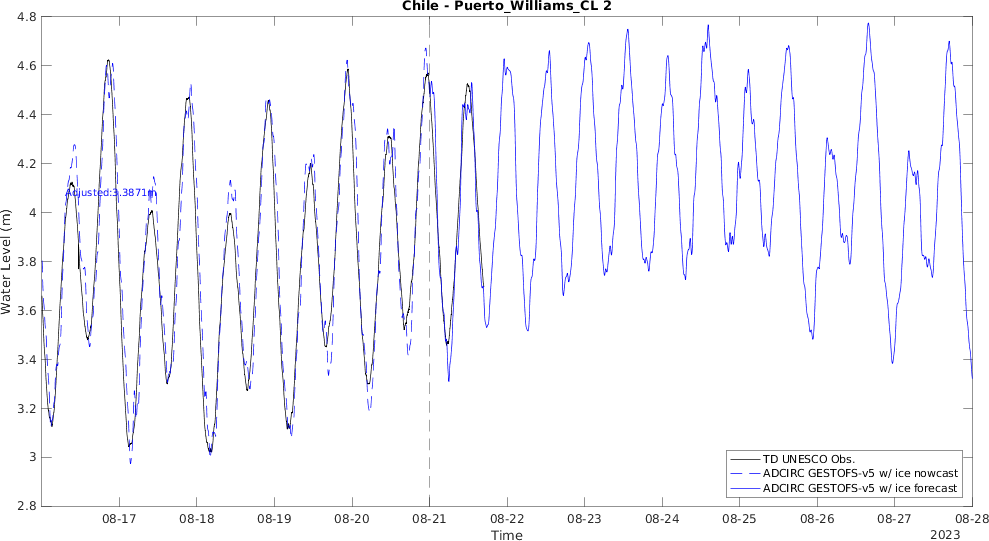 Chile - Puerto_Williams_CL 2
4.8
4.6
4.4
4.2
4
3.8
3.6
3.4
3.2
3
2.8
Water Level (m)
Adjusted:3.3871m
TD UNESCO Obs.
ADCIRC GESTOFS-v5 w/ ice nowcast
ADCIRC GESTOFS-v5 w/ ice forecast
08-17 08-18 08-19 08-20 08-21 08-22 08-23 08-24 08-25 08-26 08-27 08-28
Time
2023